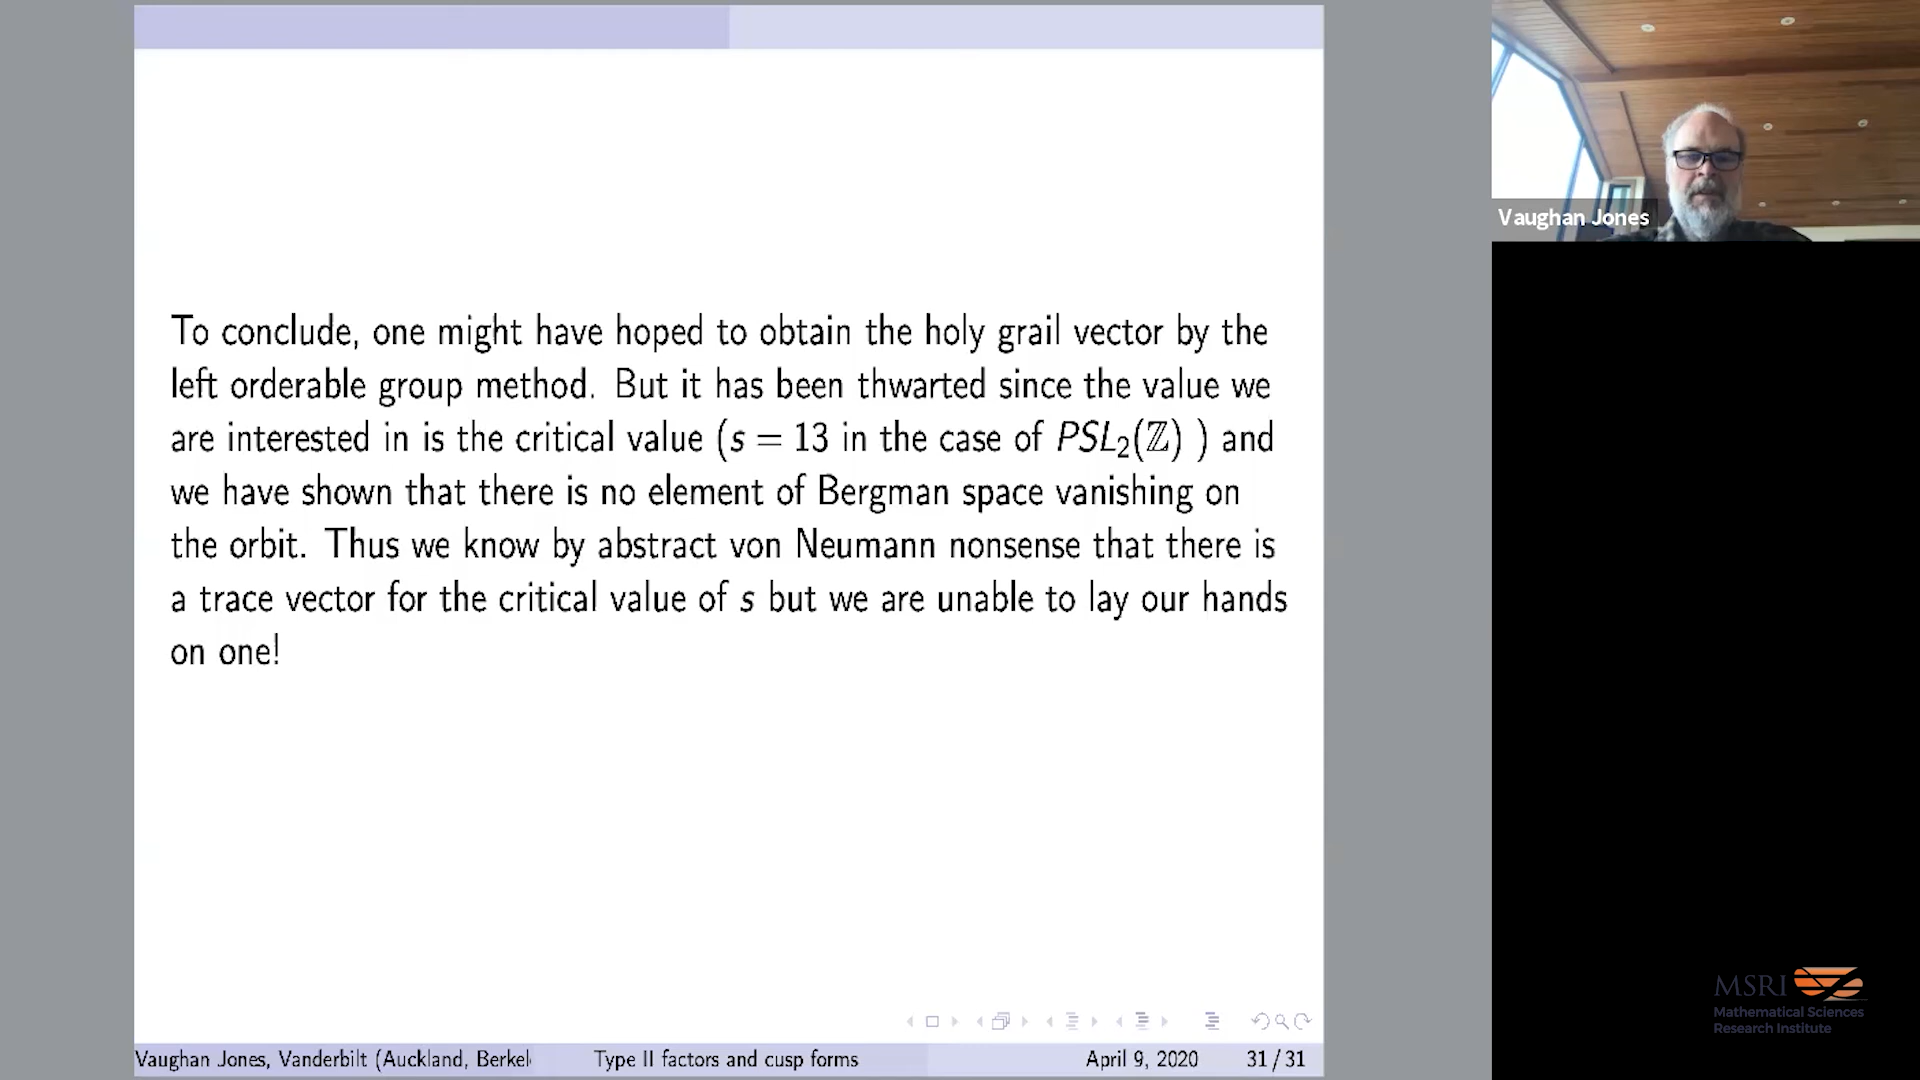 To conclude, one might have hoped to obtain the holy grail vector by the
left orderable group method. But it has been thwarted since the value we
are interested in is the critical value (s = 13 in the case of PSL₂(ℤ) ) and
we have shown that there is no element of Bergman space vanishing on
the orbit. Thus we know by abstract von Neumann nonsense that there is
a trace vector for the critical value of s but we are unable to lay our hands
on one!
Vaughan Jones, Vanderbilt (Auckland, Berkel
Type II factors and cusp forms
April 9, 2020
31 / 31
Vaughan Jones
MSRI
Mathematical Sciences
Research Institute